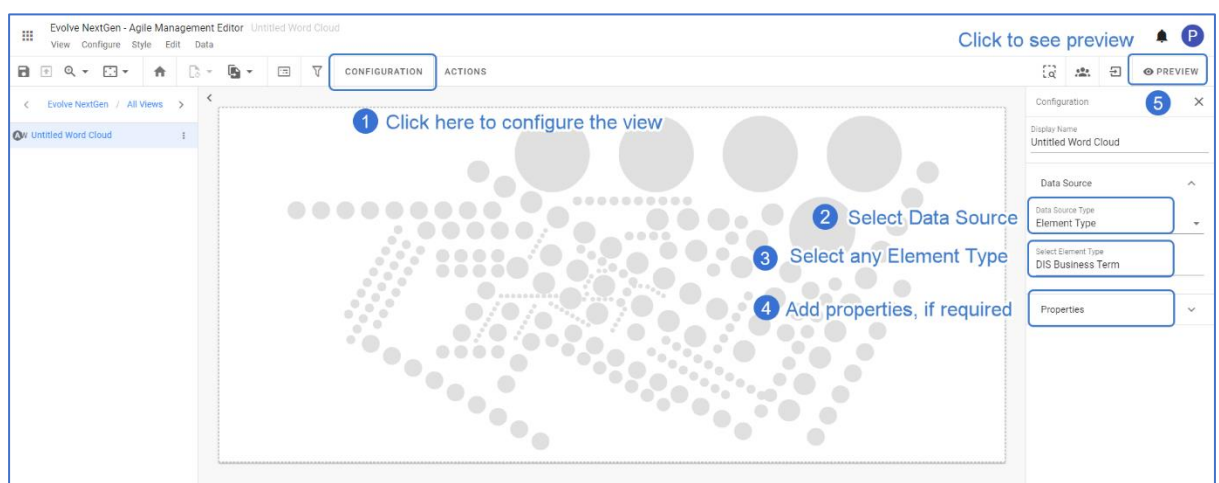 Evolve NextGen - Agile Management Editor Untitled Word Cloud
View Configure Style Edit Data
Click to see preview
P
CONFIGURATION
ACTIONS
PREVIEW
Evolve NextGen / All Views
Untitled Word Cloud
1 Click here to configure the view
Configuration
5
Display Name
Untitled Word Cloud
Data Source
2 Select Data Source
Data Source Type
Element Type
3 Select any Element Type
Select Element Type
DIS Business Term
4 Add properties, if required
Properties